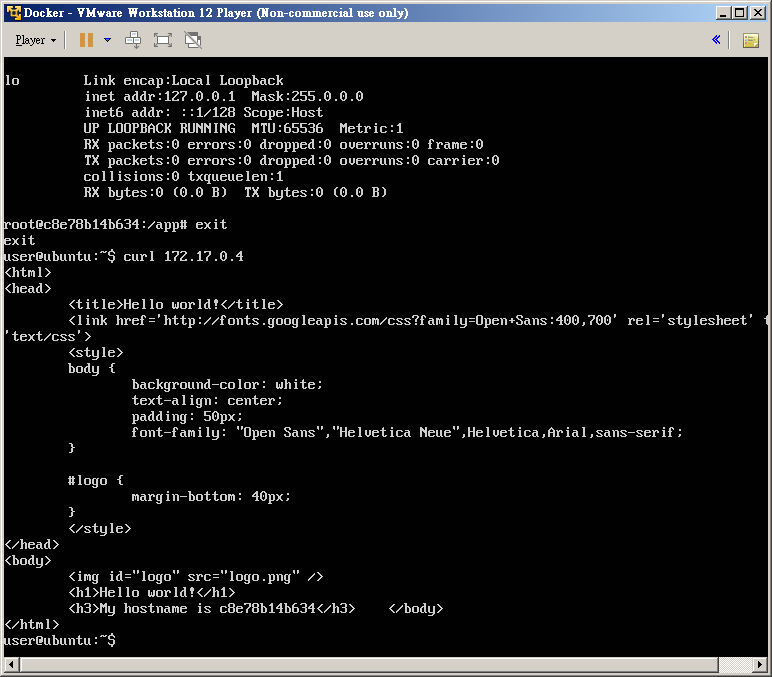 Docker - VMware Workstation 12 Player (Non-commercial use only)
Player
lo        Link encap:Local Loopback
          inet addr:127.0.0.1  Mask:255.0.0.0
          inet6 addr: ::1/128 Scope:Host
          UP LOOPBACK RUNNING  MTU:65536  Metric:1
          RX packets:0 errors:0 dropped:0 overruns:0 frame:0
          TX packets:0 errors:0 dropped:0 overruns:0 carrier:0
          collisions:0 txqueuelen:1
          RX bytes:0 (0.0 B)  TX bytes:0 (0.0 B)
root@c8e78b14b634:/app# exit
exit
user@ubuntu:~$ curl 172.17.0.4
<html>
<head>
        <title>Hello world!</title>
        <link href='http://fonts.googleapis.com/css?family=Open+Sans:400,700' rel='stylesheet' t
'text/css'>
        <style>
        body {
                background-color: white;
                text-align: center;
                padding: 50px;
                font-family: "Open Sans","Helvetica Neue",Helvetica,Arial,sans-serif;
        }
        #logo {
                margin-bottom: 40px;
        }
        </style>
</head>
<body>
        <img id="logo" src="logo.png" />
        <h1>Hello world!</h1>
        <h3>My hostname is c8e78b14b634</h3>    </body>
</html>
user@ubuntu:~$